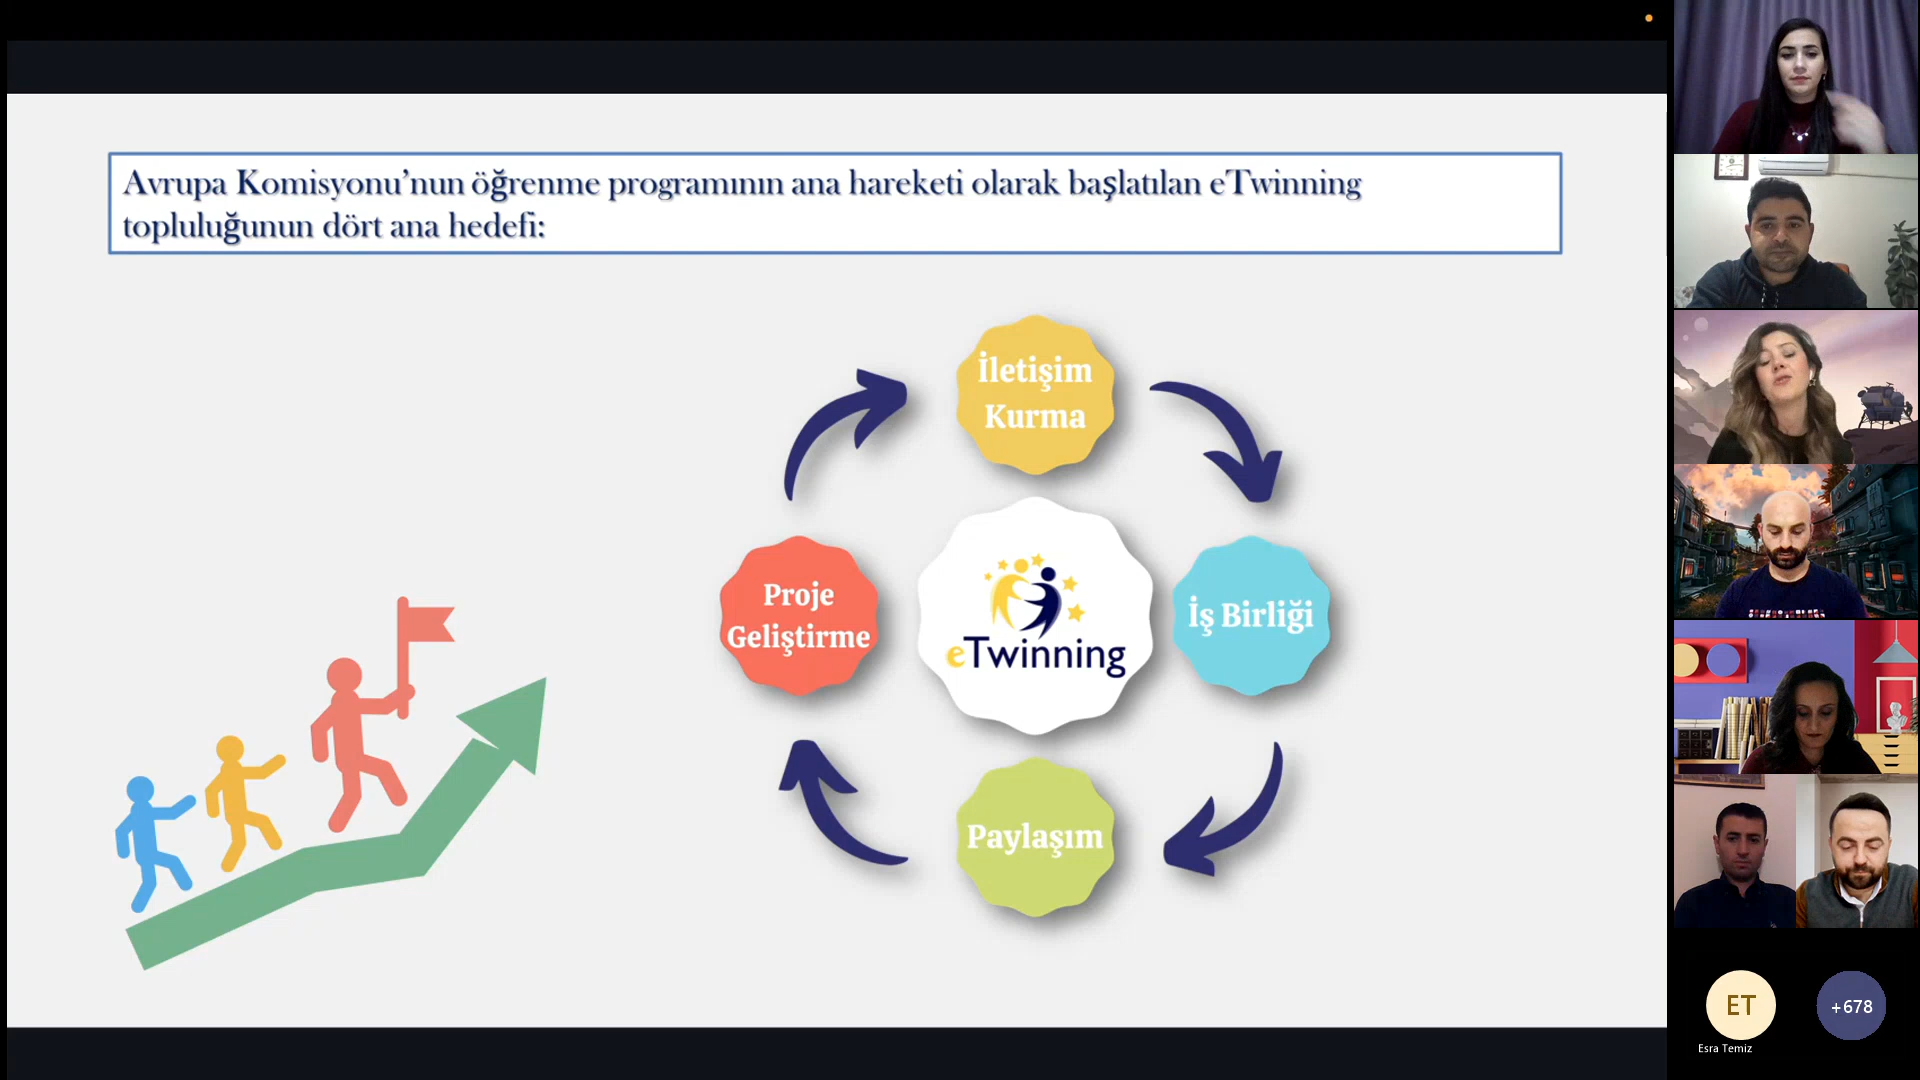 Avrupa Komisyonu’nun öğrenme programının ana hareketi olarak başlatılan eTwinning
topluluğunun dört ana hedefi:
İletişim
Kurma
Proje
Geliştirme
eTwinning
İş Birliği
Paylaşım
ET
+678
Esra Temiz